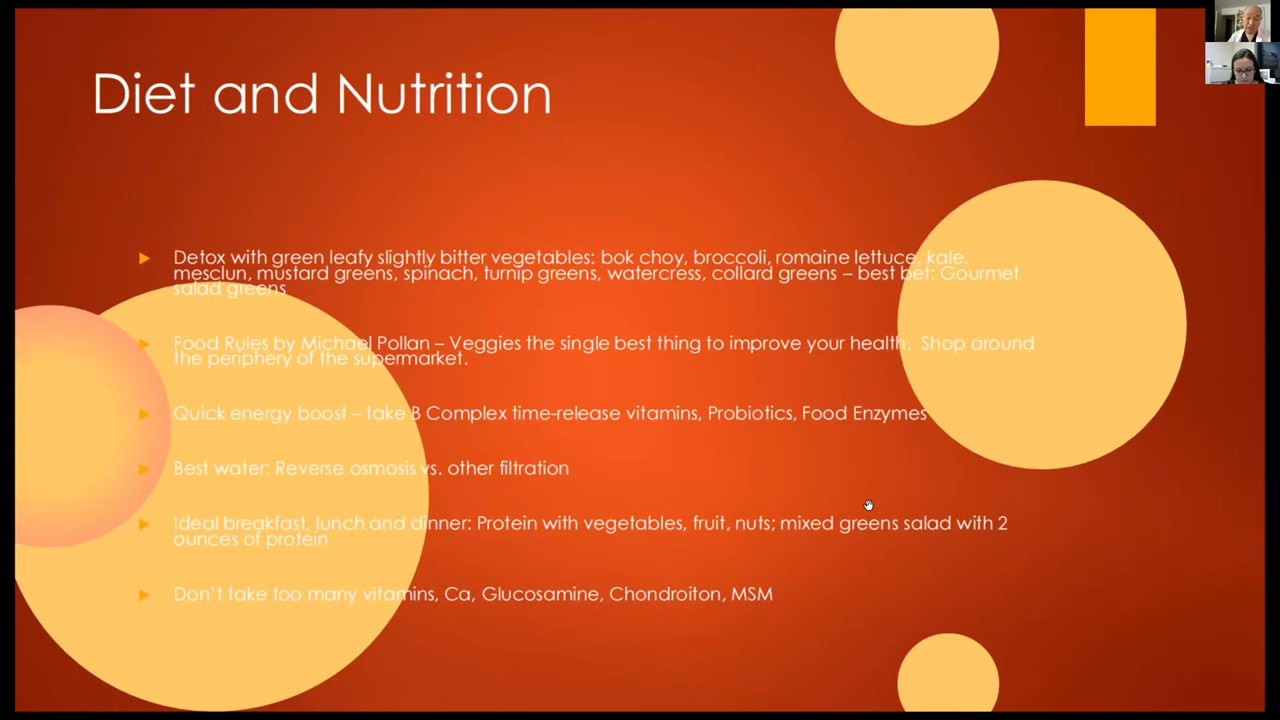 Diet and Nutrition
Detox with green leafy slightly bitter vegetables: bok choy, broccoli, romaine lettuce, kale,
mesclun, mustard greens, spinach, turnip greens, watercress, collard greens – best bet: Gourmet
salad greens
Food Rules by Michael Pollan – Veggies the single best thing to improve your health. Shop around
the periphery of the supermarket.
Quick energy boost – take B Complex time-release vitamins, Probiotics, Food Enzymes
Best water: Reverse osmosis vs. other filtration
Ideal breakfast, lunch and dinner: Protein with vegetables, fruit, nuts; mixed greens salad with 2
ounces of protein
Don't take too many vitamins, Ca, Glucosamine, Chondroiton, MSM